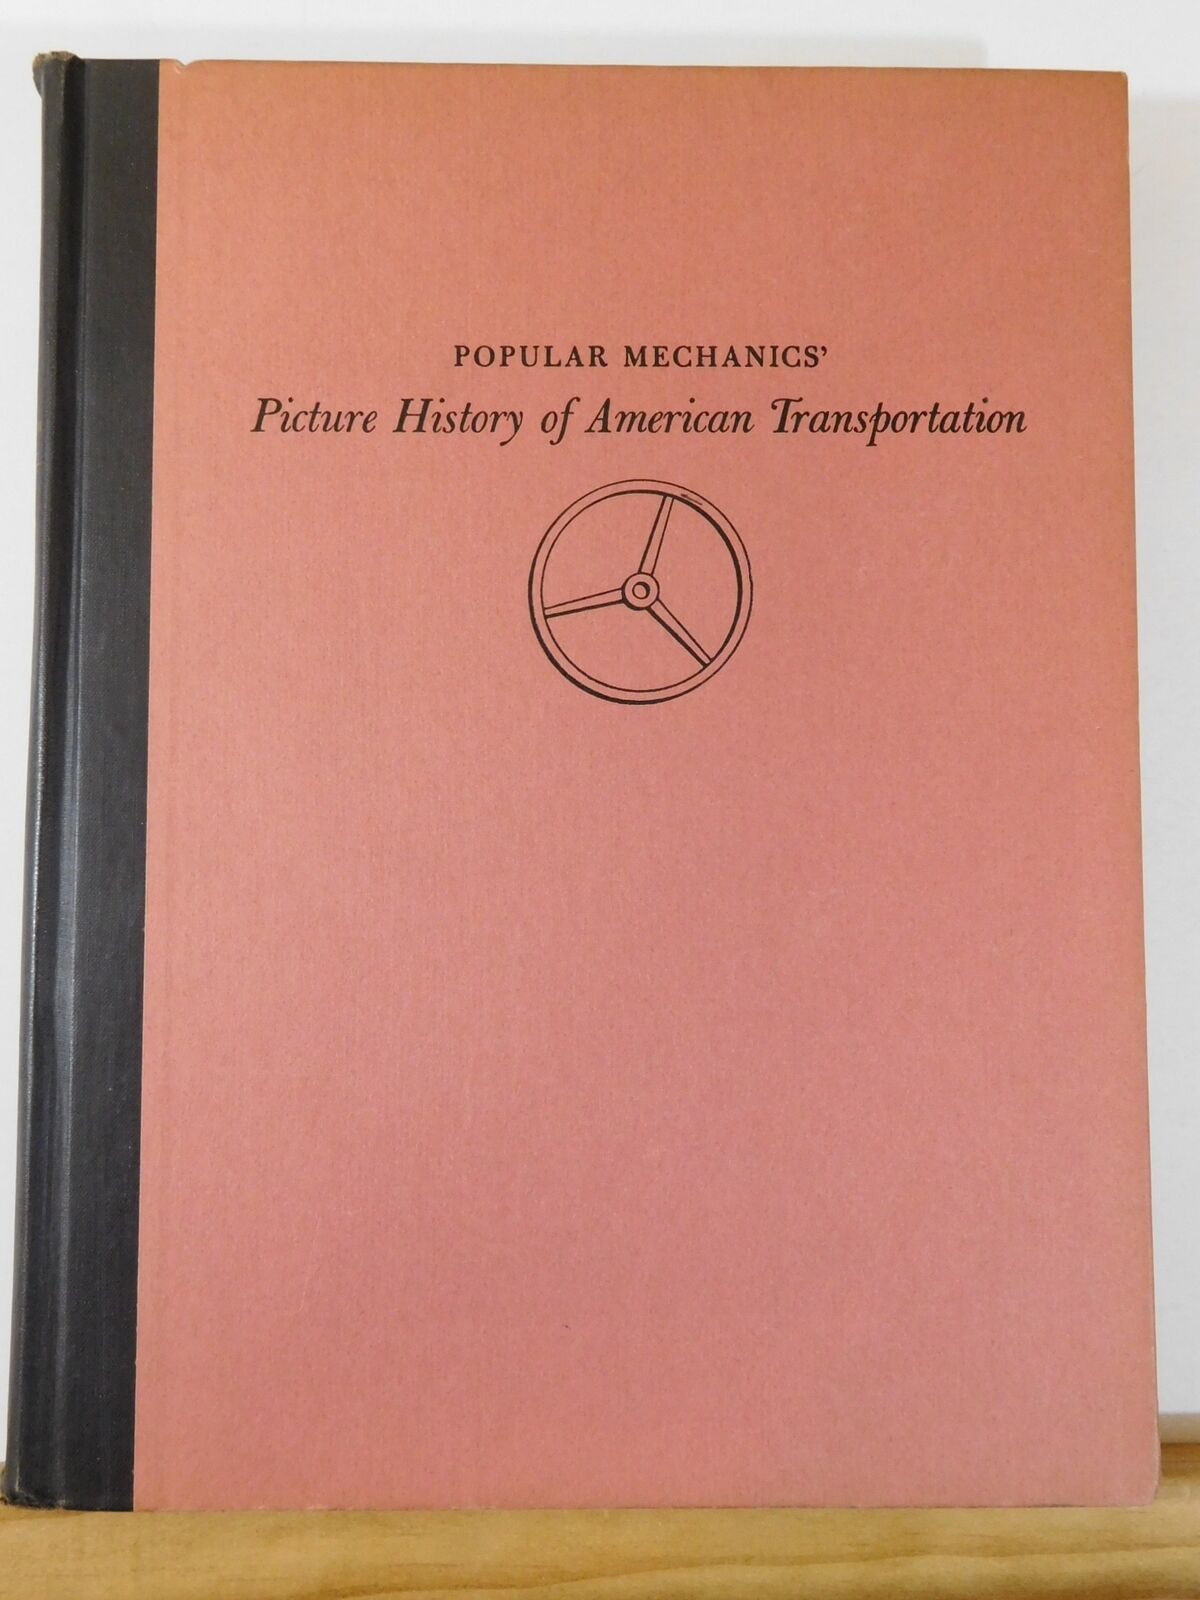 POPULAR MECHANICS’
Picture History of American Transportation